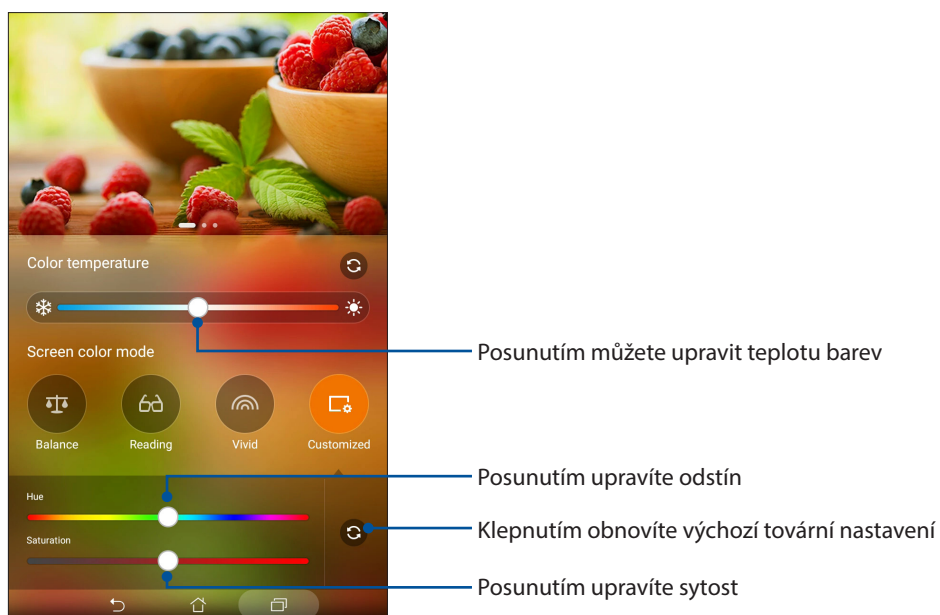 Color temperature
Posunutím můžete upravit teplotu barev
Screen color mode
Balance
Reading
Vivid
Customized
Posunutím upravíte odstín
Hue
Klepnutím obnovíte výchozí tovární nastavení
Saturation
Posunutím upravíte sytost